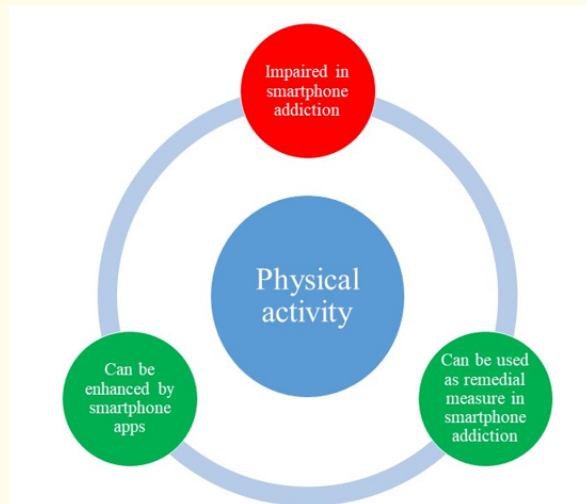 Impaired in
smartphone
addiction
Physical
activity
Can be
enhanced by
smartphone
apps
Can be used
as remedial
measure in
smartphone
addiction